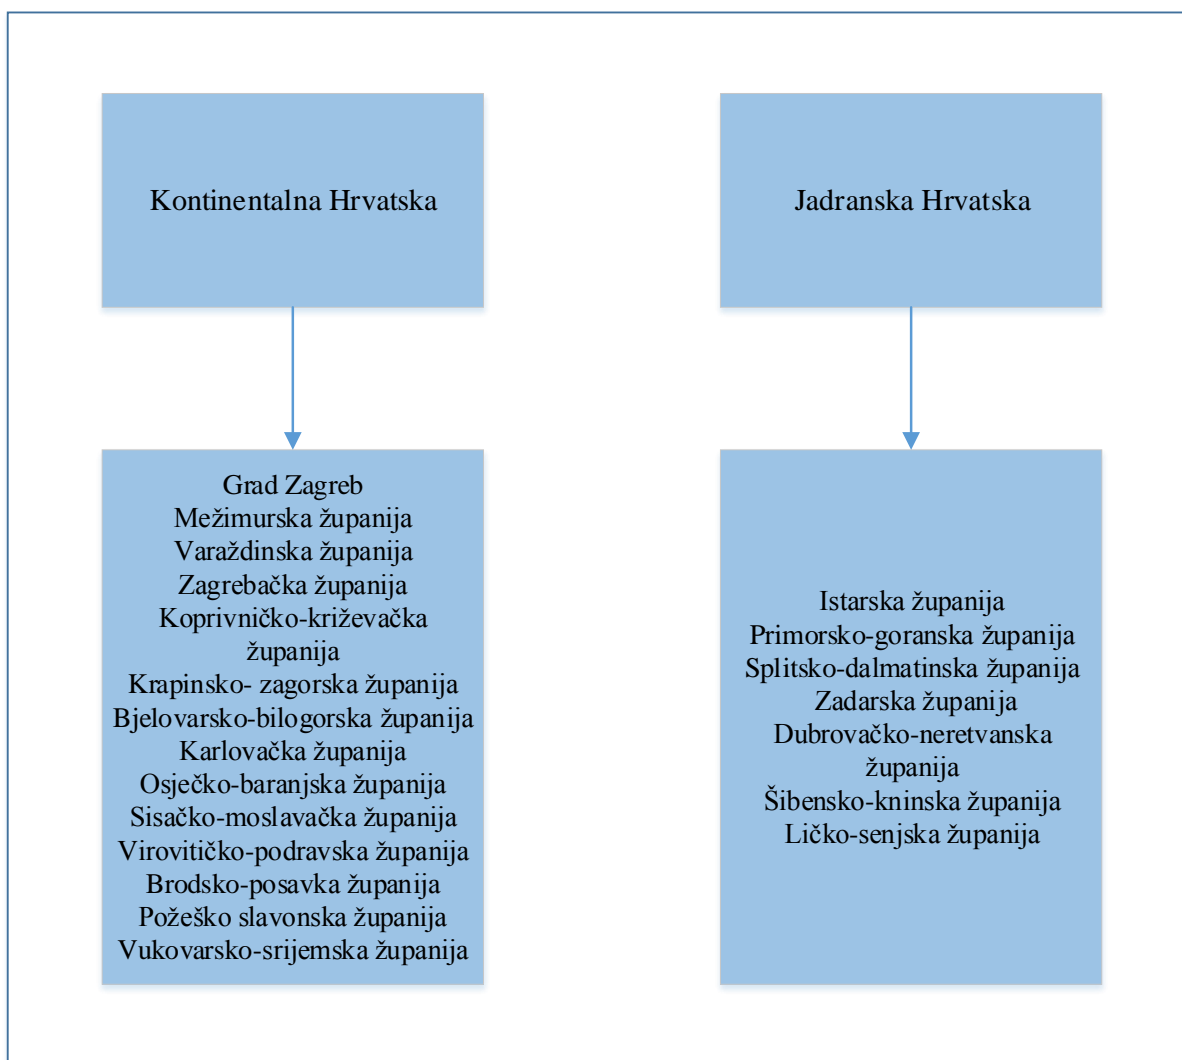 Kontinentalna Hrvatska
Jadranska Hrvatska
Grad Zagreb
Mežimurska županija
Varaždinska županija
Zagrebačka županija
Koprivničko-križevačka
županija
Krapinsko- zagorska županija
Bjelovarsko-bilogorska županija
Karlovačka županija
Osječko-baranjska županija
Sisačko-moslavačka županija
Virovitičko-podravska županija
Brodsko-posavka županija
Požeško slavonska županija
Vukovarsko-srijemska županija
Istarska županija
Primorsko-goranska županija
Splitsko-dalmatinska županija
Zadarska županija
Dubrovačko-neretvanska
županija
Šibensko-kninska županija
Ličko-senjska županija